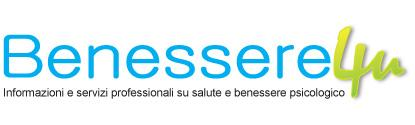 Benessere4u
Informazioni e servizi professionali su salute e benessere psicologico